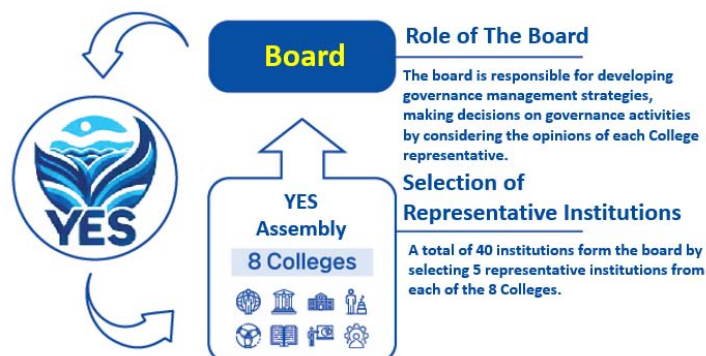 Board
Role of The Board
The board is responsible for developing
governance management strategies,
making decisions on governance activities
by considering the opinions of each College
representative.
YES
YES
Assembly
8 Colleges
Selection of
Representative Institutions
A total of 40 institutions form the board by
selecting 5 representative institutions from
each of the 8 Colleges.